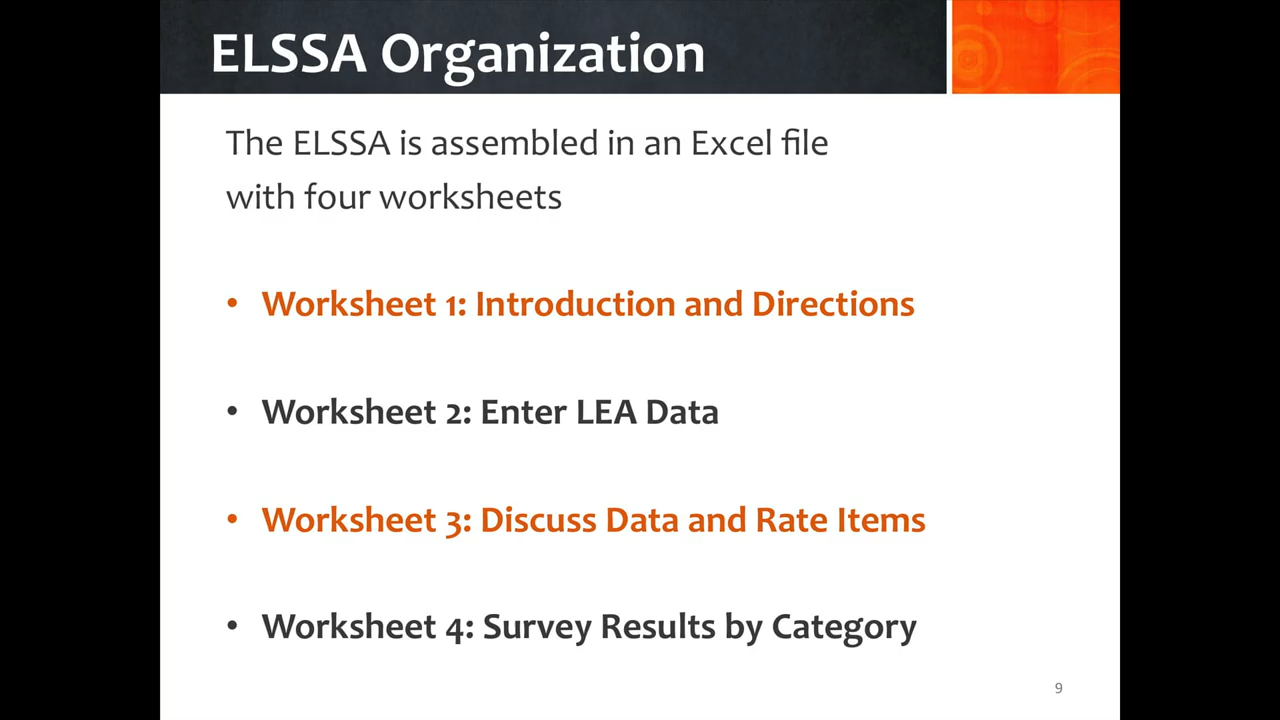 ELSSA Organization
The ELSSA is assembled in an Excel file
with four worksheets
• Worksheet 1: Introduction and Directions
• Worksheet 2: Enter LEA Data
• Worksheet 3: Discuss Data and Rate Items
• Worksheet 4: Survey Results by Category
9